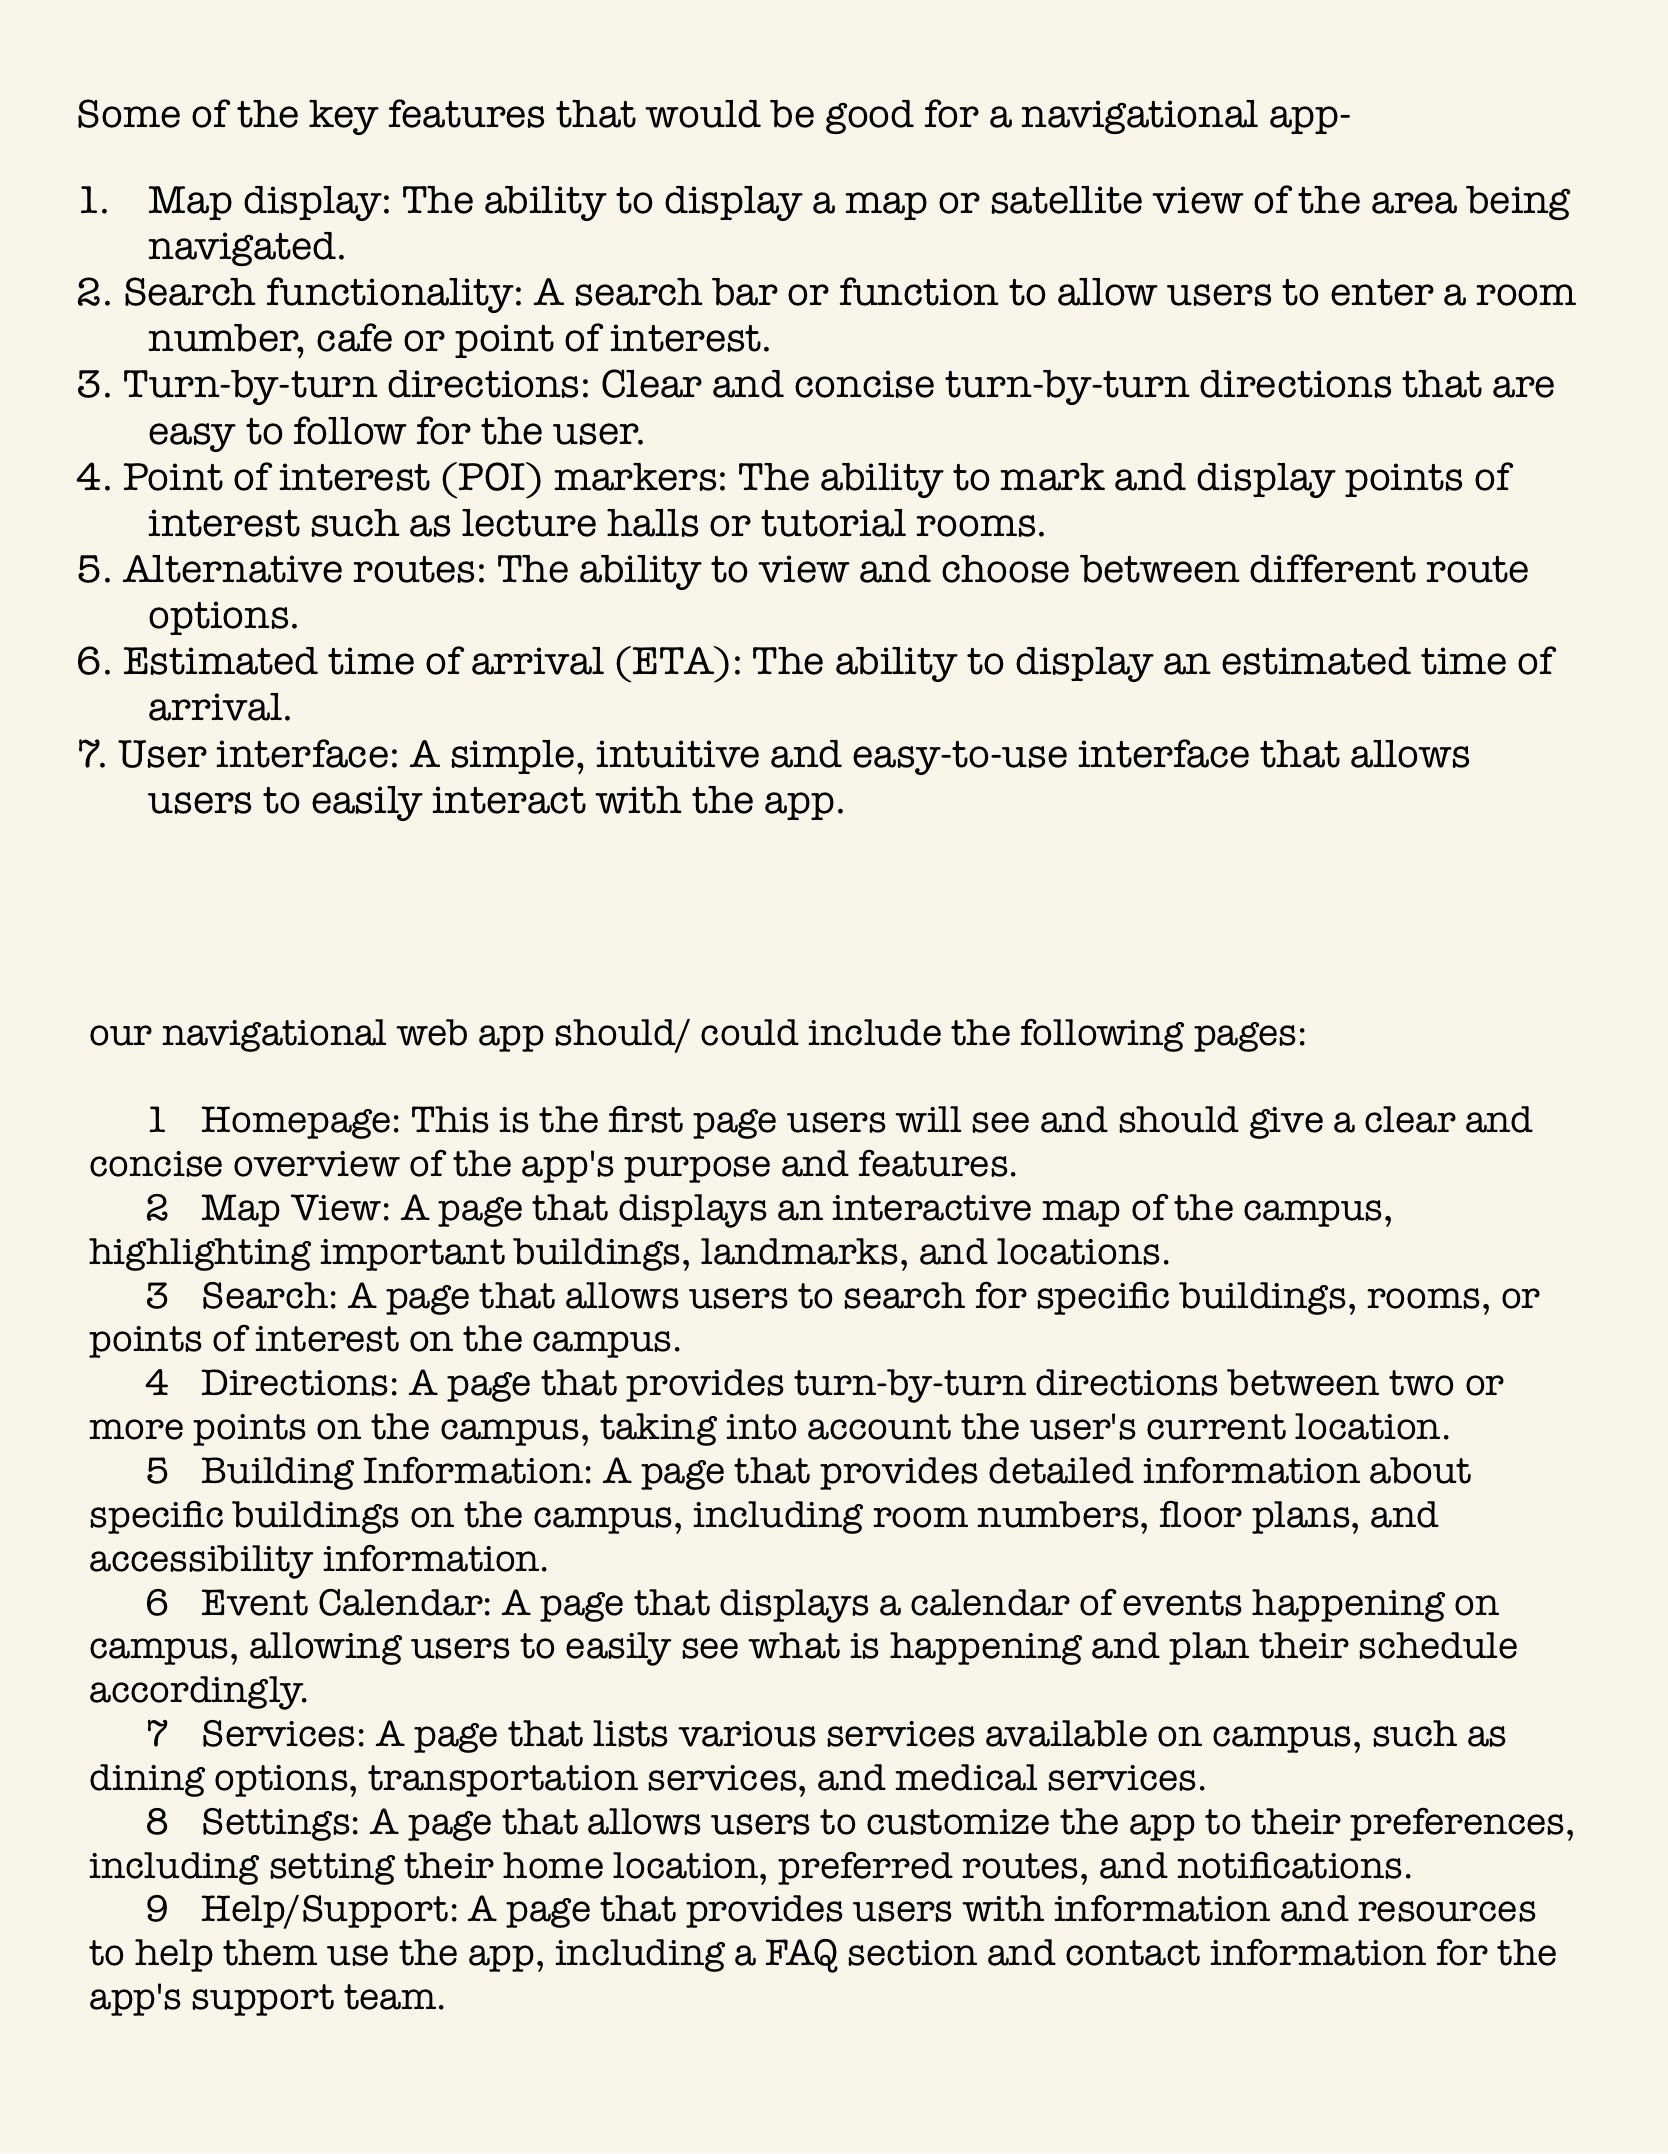 Some of the key features that would be good for a navigational app-
1. Map display: The ability to display a map or satellite view of the area being
navigated.
2. Search functionality: A search bar or function to allow users to enter a room
number, cafe or point of interest.
3. Turn-by-turn directions: Clear and concise turn-by-turn directions that are
easy to follow for the user.
4. Point of interest (POI) markers: The ability to mark and display points of
interest such as lecture halls or tutorial rooms.
5. Alternative routes: The ability to view and choose between different route
options.
6. Estimated time of arrival (ETA): The ability to display an estimated time of
arrival.
7. User interface: A simple, intuitive and easy-to-use interface that allows
users to easily interact with the app.
our navigational web app should/ could include the following pages:
1 Homepage: This is the first page users will see and should give a clear and
concise overview of the app's purpose and features.
2 Map View: A page that displays an interactive map of the campus,
highlighting important buildings, landmarks, and locations.
3 Search: A page that allows users to search for specific buildings, rooms, or
points of interest on the campus.
4 Directions: A page that provides turn-by-turn directions between two or
more points on the campus, taking into account the user's current location.
5 Building Information: A page that provides detailed information about
specific buildings on the campus, including room numbers, floor plans, and
accessibility information.
6 Event Calendar: A page that displays a calendar of events happening on
campus, allowing users to easily see what is happening and plan their schedule
accordingly.
7 Services: A page that lists various services available on campus, such as
dining options, transportation services, and medical services.
8 Settings: A page that allows users to customize the app to their preferences,
including setting their home location, preferred routes, and notifications.
9 Help/Support: A page that provides users with information and resources
to help them use the app, including a FAQ section and contact information for the
app's support team.